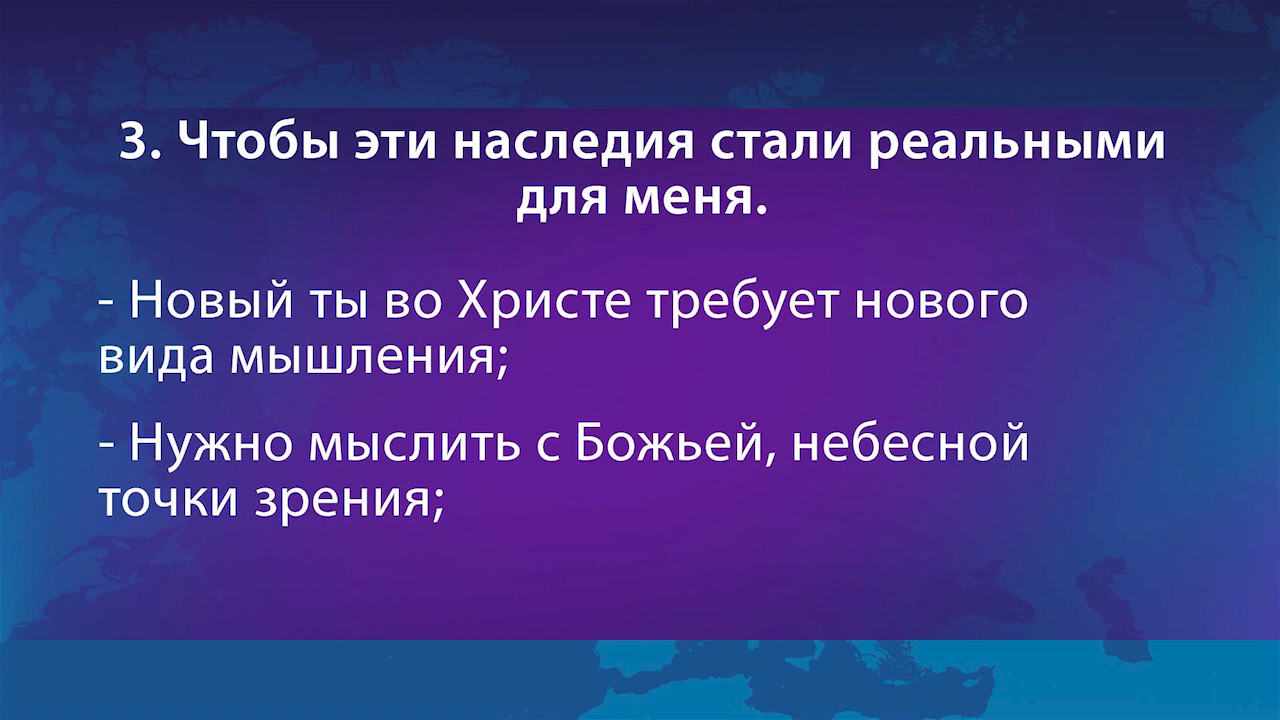 3. Чтобы эти наследия стали реальными
для меня.
- Новый ты во Христе требует нового
вида мышления;
- Нужно мыслить с Божьей, небесной
точки зрения;